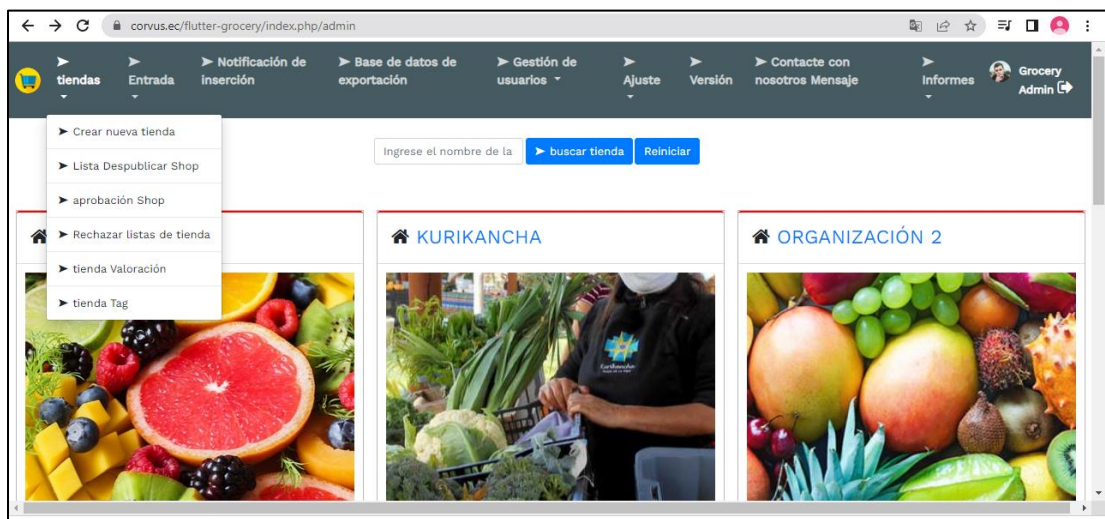 corvus.ec/flutter-grocery/index.php/admin
➤ tiendas
➤ Entrada
➤ Notificación de
inserción
➤ Base de datos de
exportación
➤ Gestión de
usuarios
➤ Ajuste
➤ Versión
➤ Contacte con
nosotros Mensaje
➤ Informes
Grocery
Admin
➤ Crear nueva tienda
➤ Lista Despublicar Shop
➤ aprobación Shop
➤ Rechazar listas de tienda
➤ tienda Valoración
➤ tienda Tag
Ingrese el nombre de la
➤ buscar tienda
Reiniciar
KURIKANCHA
ORGANIZACIÓN 2
Kurikancha